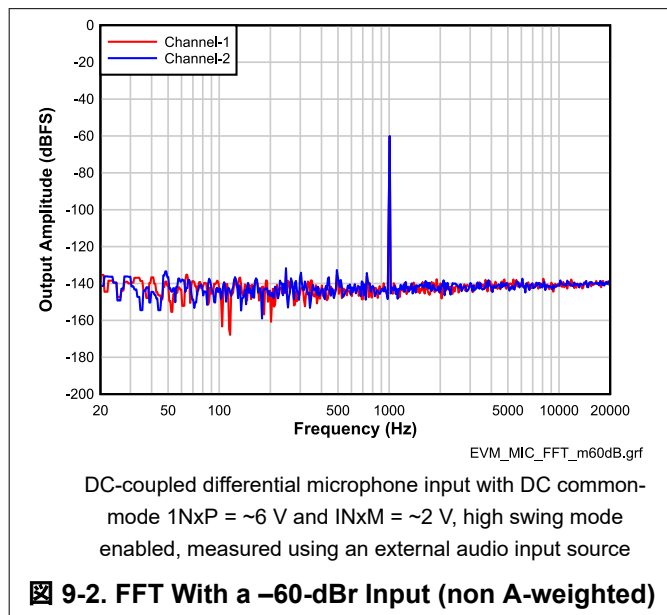 0
Channel-1
Channel-2
-20
-40
-60
-80
-100
-120
-140
-160
-180
-200
Output Amplitude (dBFS)
20 50 100 500 1000 5000 10000 20000
Frequency (Hz)
EVM_MIC_FFT_m60dB.grf
DC-coupled differential microphone input with DC common-
mode 1NxP = ~6 V and INxM = ~2 V, high swing mode
enabled, measured using an external audio input source
図 9-2. FFT With a –60-dBr Input (non A-weighted)